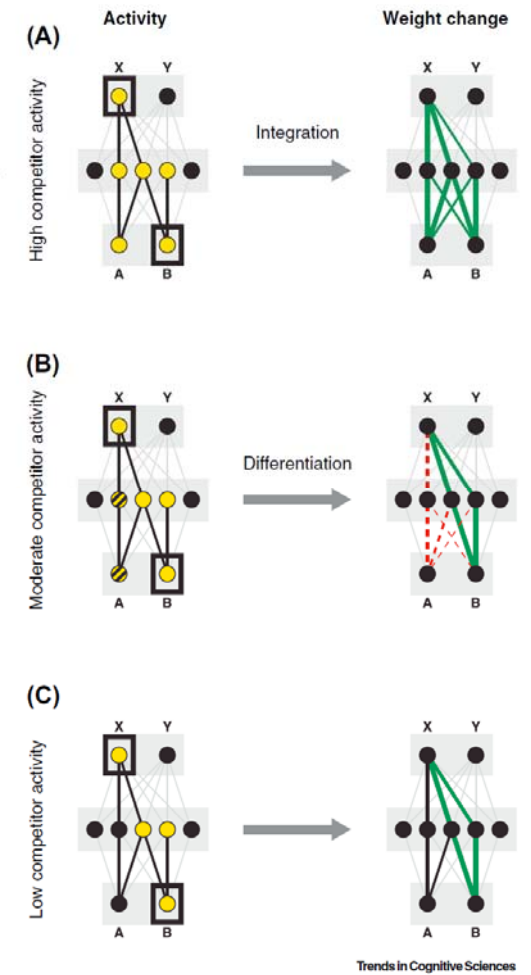 Activity
Weight change
(A)
High competitor activity
X Y
X Y
Integration
A B
A B
(B)
Moderate competitor activity
X Y
X Y
Differentiation
A B
A B
(C)
Low competitor activity
X Y
X Y
A B
A B
Trends in Cognitive Sciences